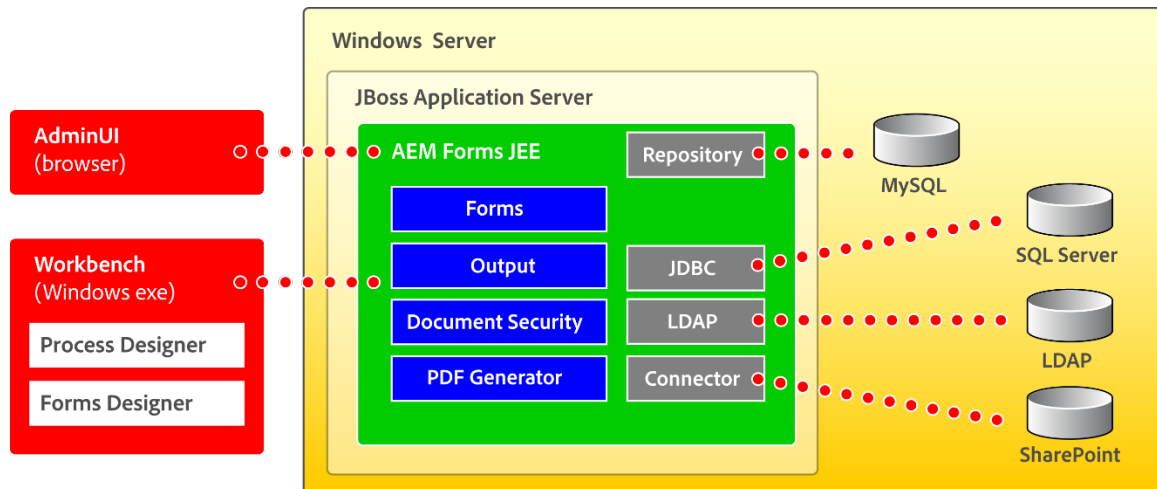 Windows Server
JBoss Application Server
AdminUI
(browser)
AEM Forms JEE
Repository
MySQL
Forms
SQL Server
Workbench
(Windows exe)
Output
JDBC
Process Designer
Document Security
LDAP
LDAP
Forms Designer
PDF Generator
Connector
SharePoint